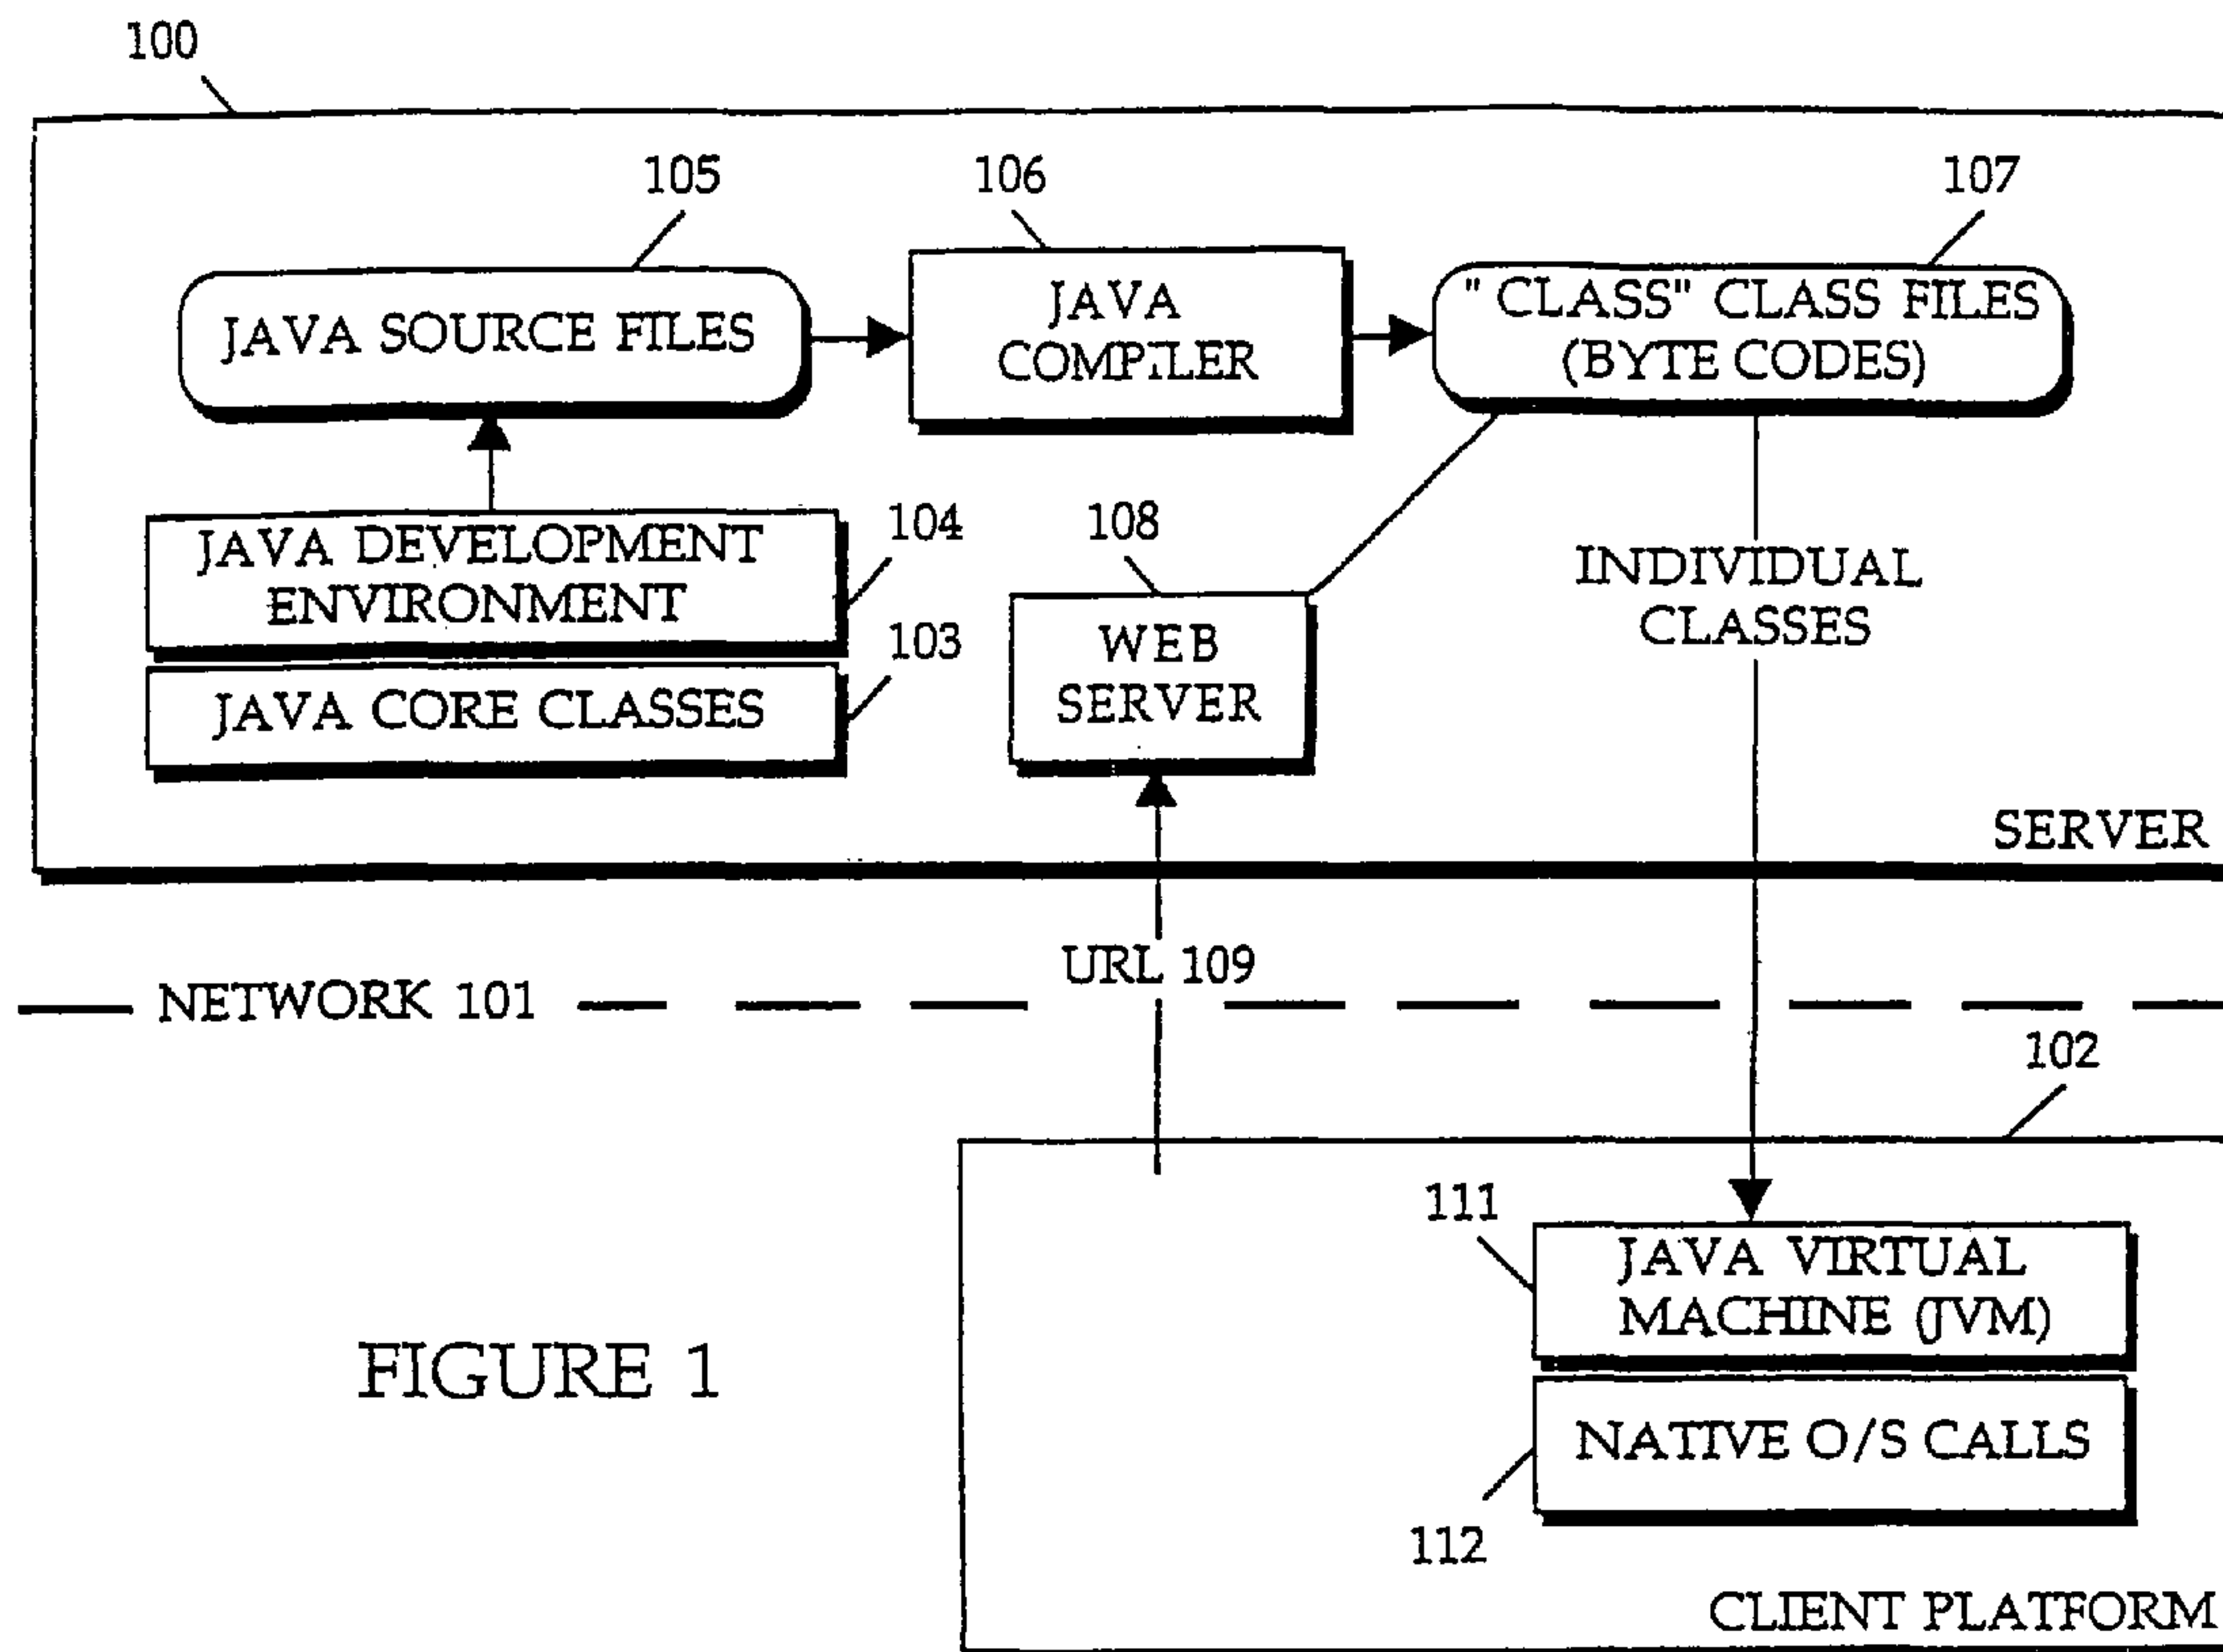 100
105
106
107
JAVA SOURCE FILES
JAVA
COMPILER
" CLASS" CLASS FILES
(BYTE CODES)
JAVA DEVELOPMENT
ENVIRONMENT
104
108
INDIVIDUAL
CLASSES
103
JAVA CORE CLASSES
WEB
SERVER
SERVER
URL 109
NETWORK 101
102
111
JAVA VIRTUAL
MACHINE (JVM)
FIGURE 1
NATIVE O/S CALLS
112
CLIENT PLATFORM